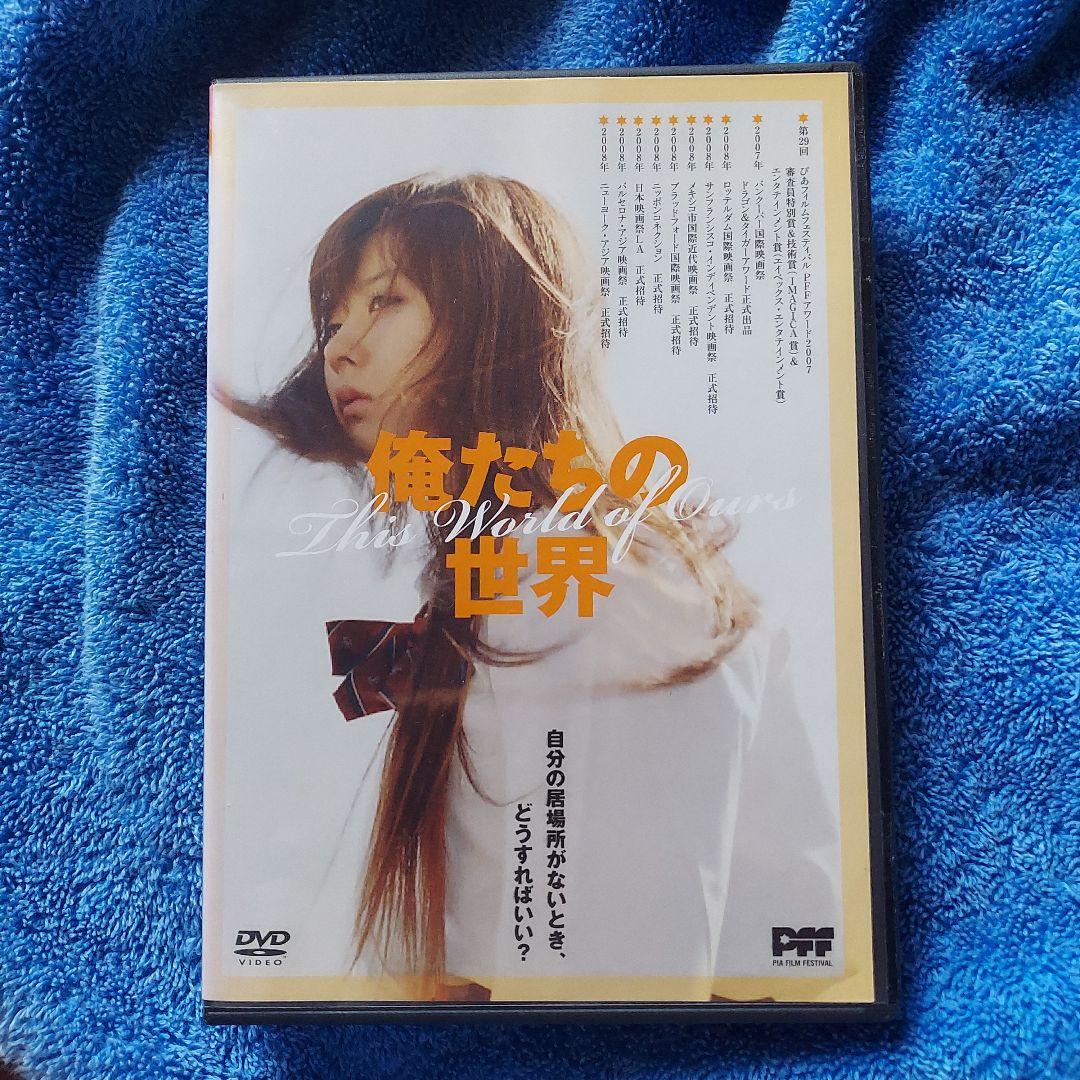 ★第29回 ぴあフィルムフェスティバル PFFアワード2007
審査員特別賞&技術賞(IMAGICA賞)&
エンタテインメント賞(エイベックス・エンタテインメント賞)
★2007年 バンクーバー国際映画祭
ドラゴン&タイガーアワード正式出品
★2008年 ロッテルダム国際映画祭 正式招待
★2008年 サンフランシスコ・インディペンデント映画祭 正式招待
★2008年 メキシコ市国際近代映画祭 正式招待
★2008年 ブラッドフォード国際映画祭 正式招待
★2008年 ニッポンコネクション 正式招待
★2008年 日本映画祭LA 正式招待
★2008年 バルセロナ・アジア映画祭 正式招待
★2008年 ニューヨーク・アジア映画祭 正式招待
俺たちの
This World of Ours
世界
自分の居場所がないとき、
どうすればいい?
DVD
VIDEO™
PFF
PIA FILM FESTIVAL